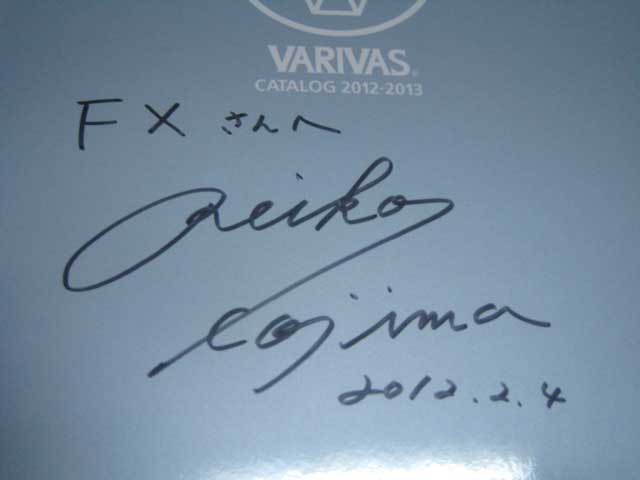 VARIVAS®
CATALOG 2012-2013
FX さんへ
Reiko
Kojima
2012.2.4